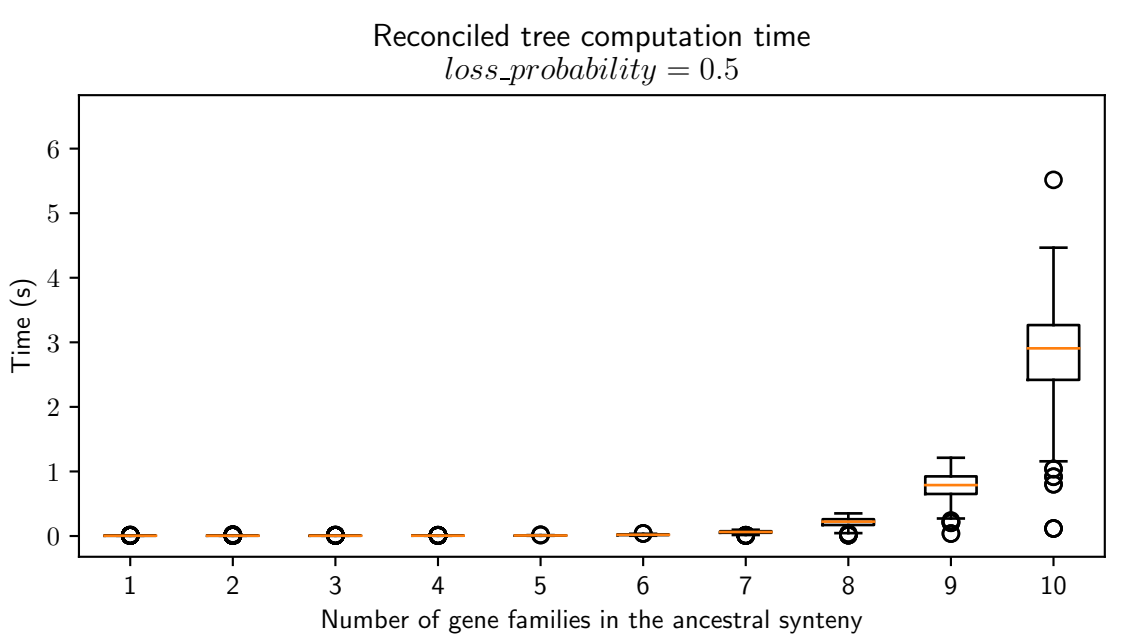 Reconciled tree computation time
loss_probability = 0.5
6
5
4
3
2
1
0
Time (s)
1 2 3 4 5 6 7 8 9 10
Number of gene families in the ancestral synteny